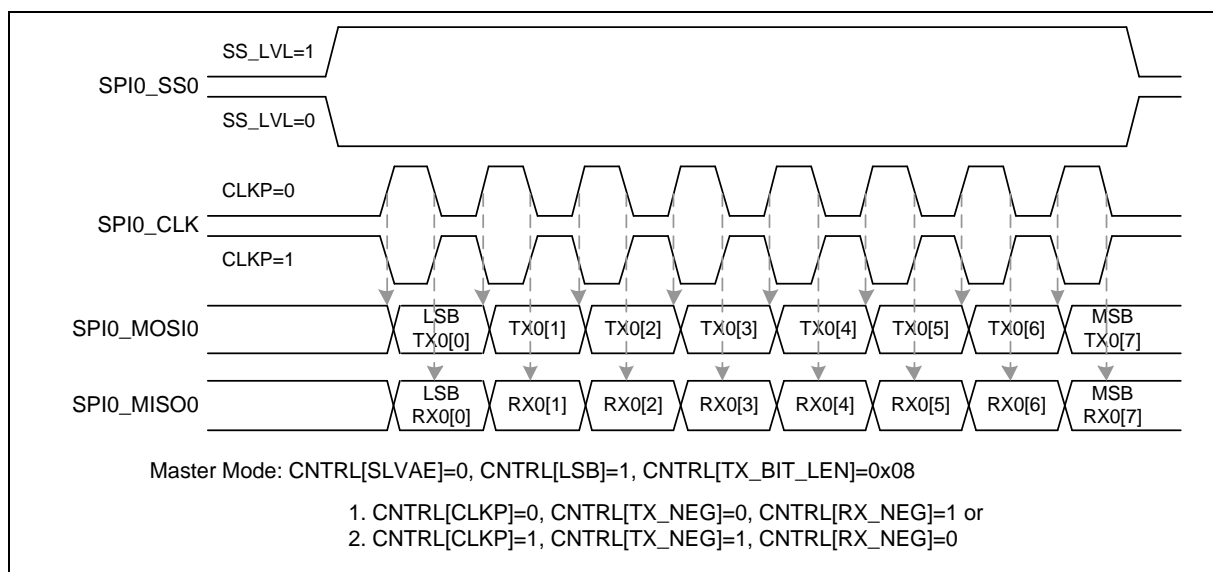 SS_LVL=1
SPI0_SS0
SS_LVL=0
CLKP=0
SPI0_CLK
CLKP=1
SPI0_MOSI0
LSB TX0[0] TX0[1] TX0[2] TX0[3] TX0[4] TX0[5] TX0[6] MSB TX0[7]
SPI0_MISO0
LSB RX0[0] RX0[1] RX0[2] RX0[3] RX0[4] RX0[5] RX0[6] MSB RX0[7]
Master Mode: CNTRL[SLVAE]=0, CNTRL[LSB]=1, CNTRL[TX_BIT_LEN]=0x08
1. CNTRL[CLKP]=0, CNTRL[TX_NEG]=0, CNTRL[RX_NEG]=1 or
2. CNTRL[CLKP]=1, CNTRL[TX_NEG]=1, CNTRL[RX_NEG]=0